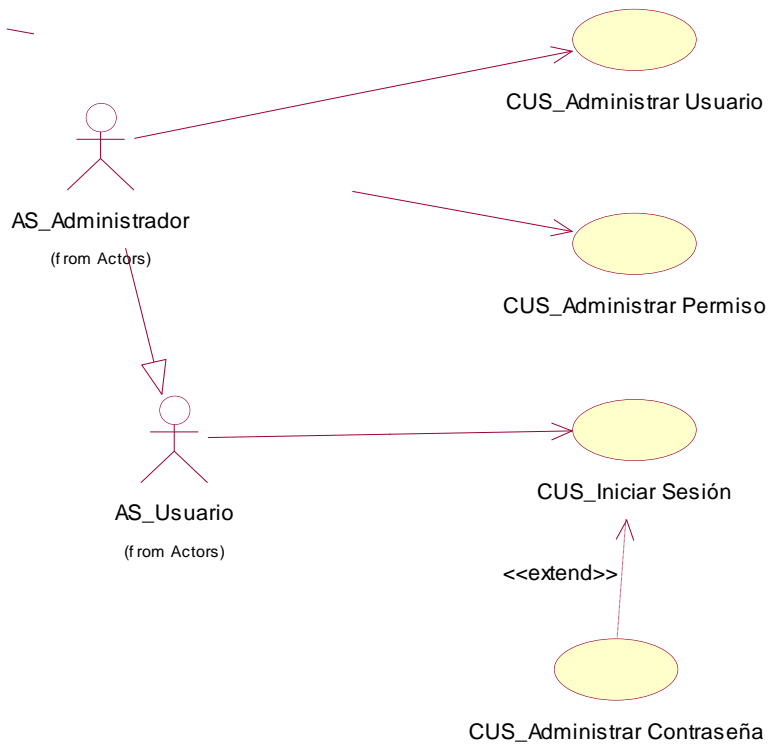 CUS_Administrar Usuario
AS_Administrador
(from Actors)
CUS_Administrar Permiso
CUS_Iniciar Sesión
AS_Usuario
(from Actors)
<<extend>>
CUS_Administrar Contraseña